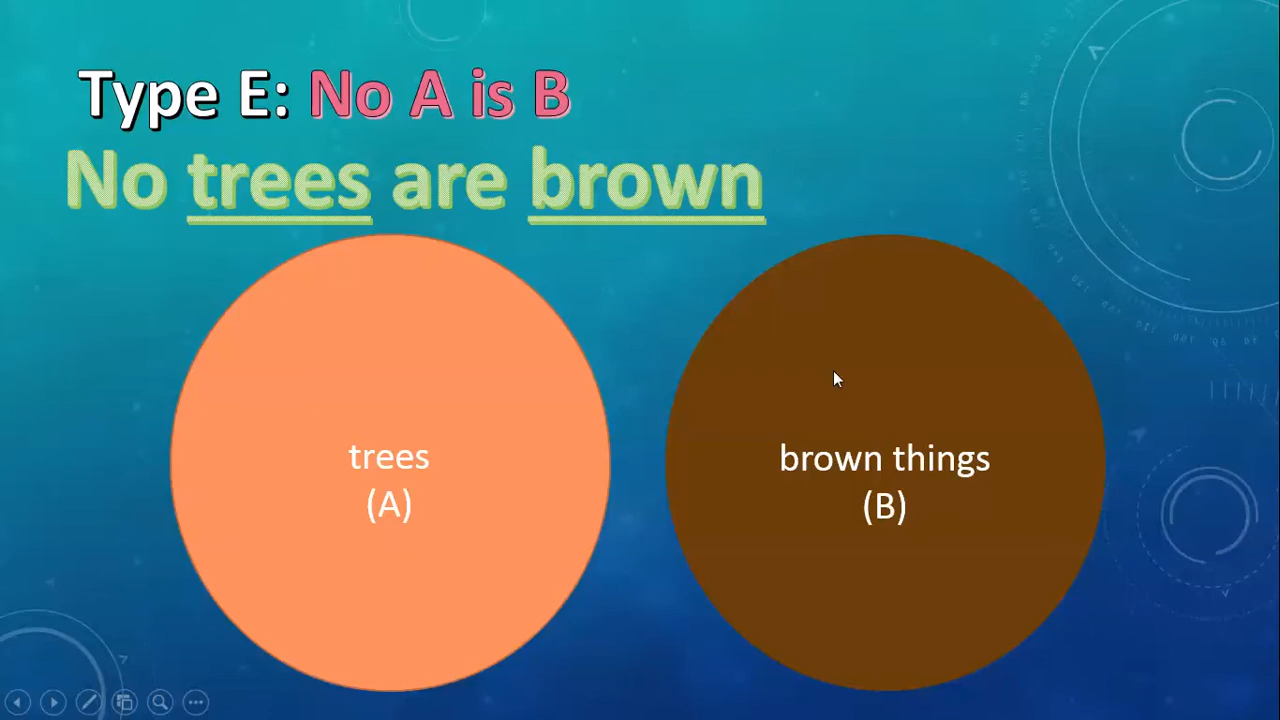 Type E: No A is B
No trees are brown
trees
(A)
brown things
(B)